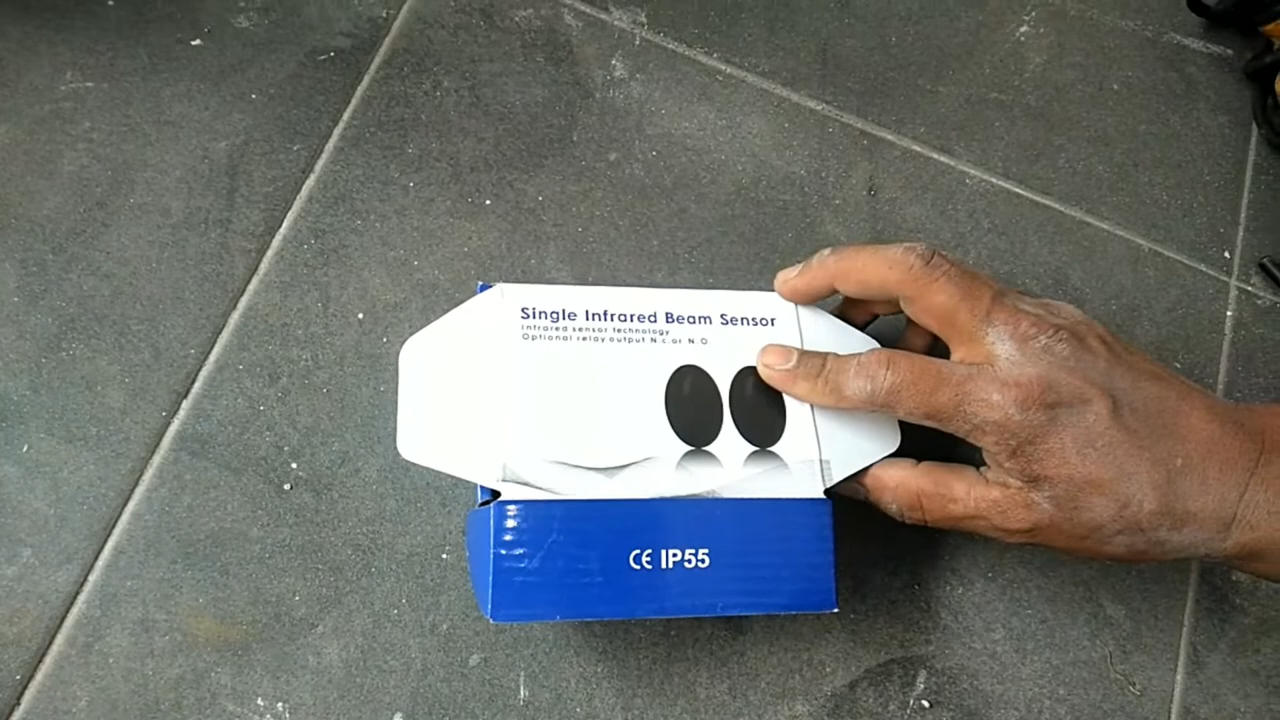 Single Infrared Beam Sensor
Infrared sensor technology
Optional relay output N.c.or N.O
CE IP55